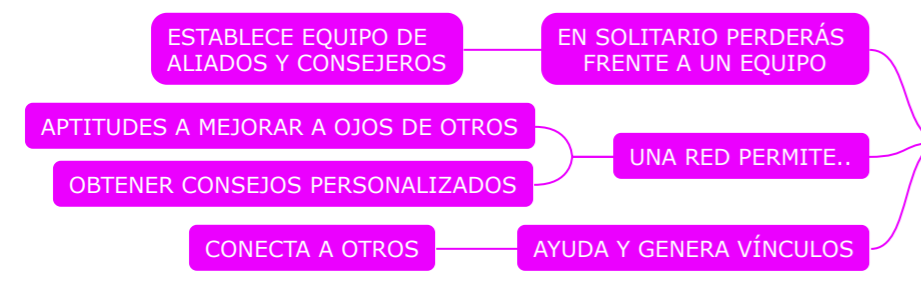 ESTABLECE EQUIPO DE
ALIADOS Y CONSEJEROS
EN SOLITARIO PERDERÁS
FRENTE A UN EQUIPO
APTITUDES A MEJORAR A OJOS DE OTROS
UNA RED PERMITE..
OBTENER CONSEJOS PERSONALIZADOS
CONECTA A OTROS
AYUDA Y GENERA VÍNCULOS